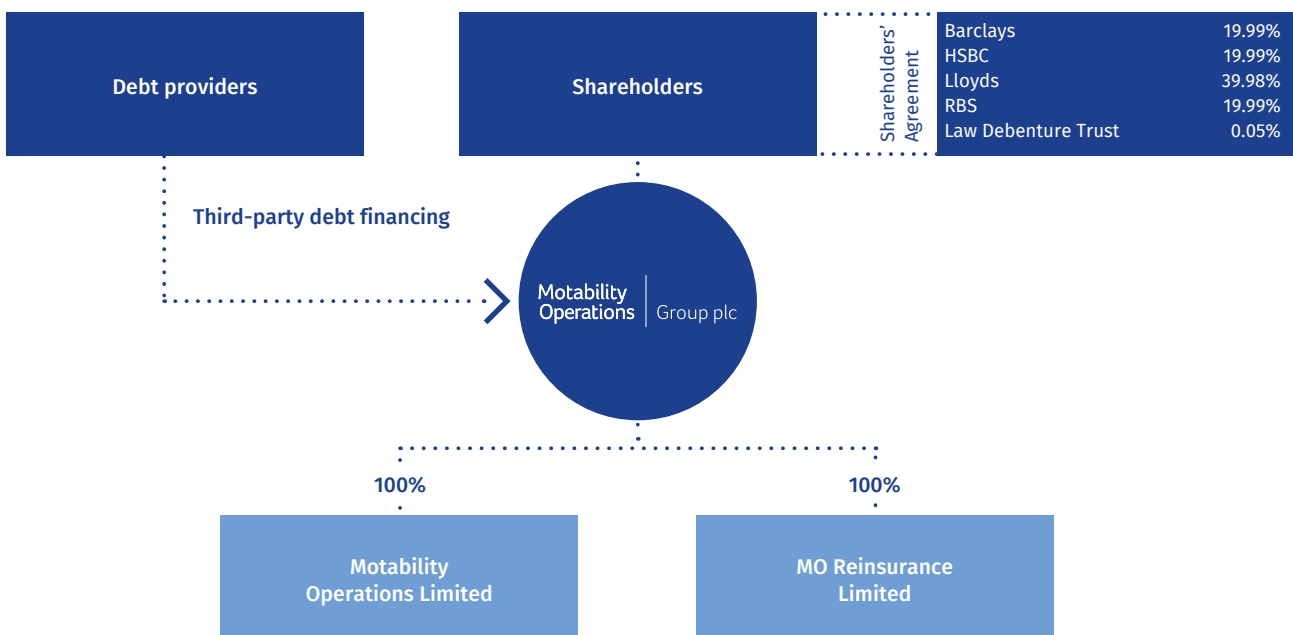 Debt providers
Shareholders
Shareholders'
Agreement
Barclays 19.99%
HSBC 19.99%
Lloyds 39.98%
RBS 19.99%
Law Debenture Trust 0.05%
Third-party debt financing
Motability
Operations
Group plc
100%
100%
Motability
Operations Limited
MO Reinsurance
Limited